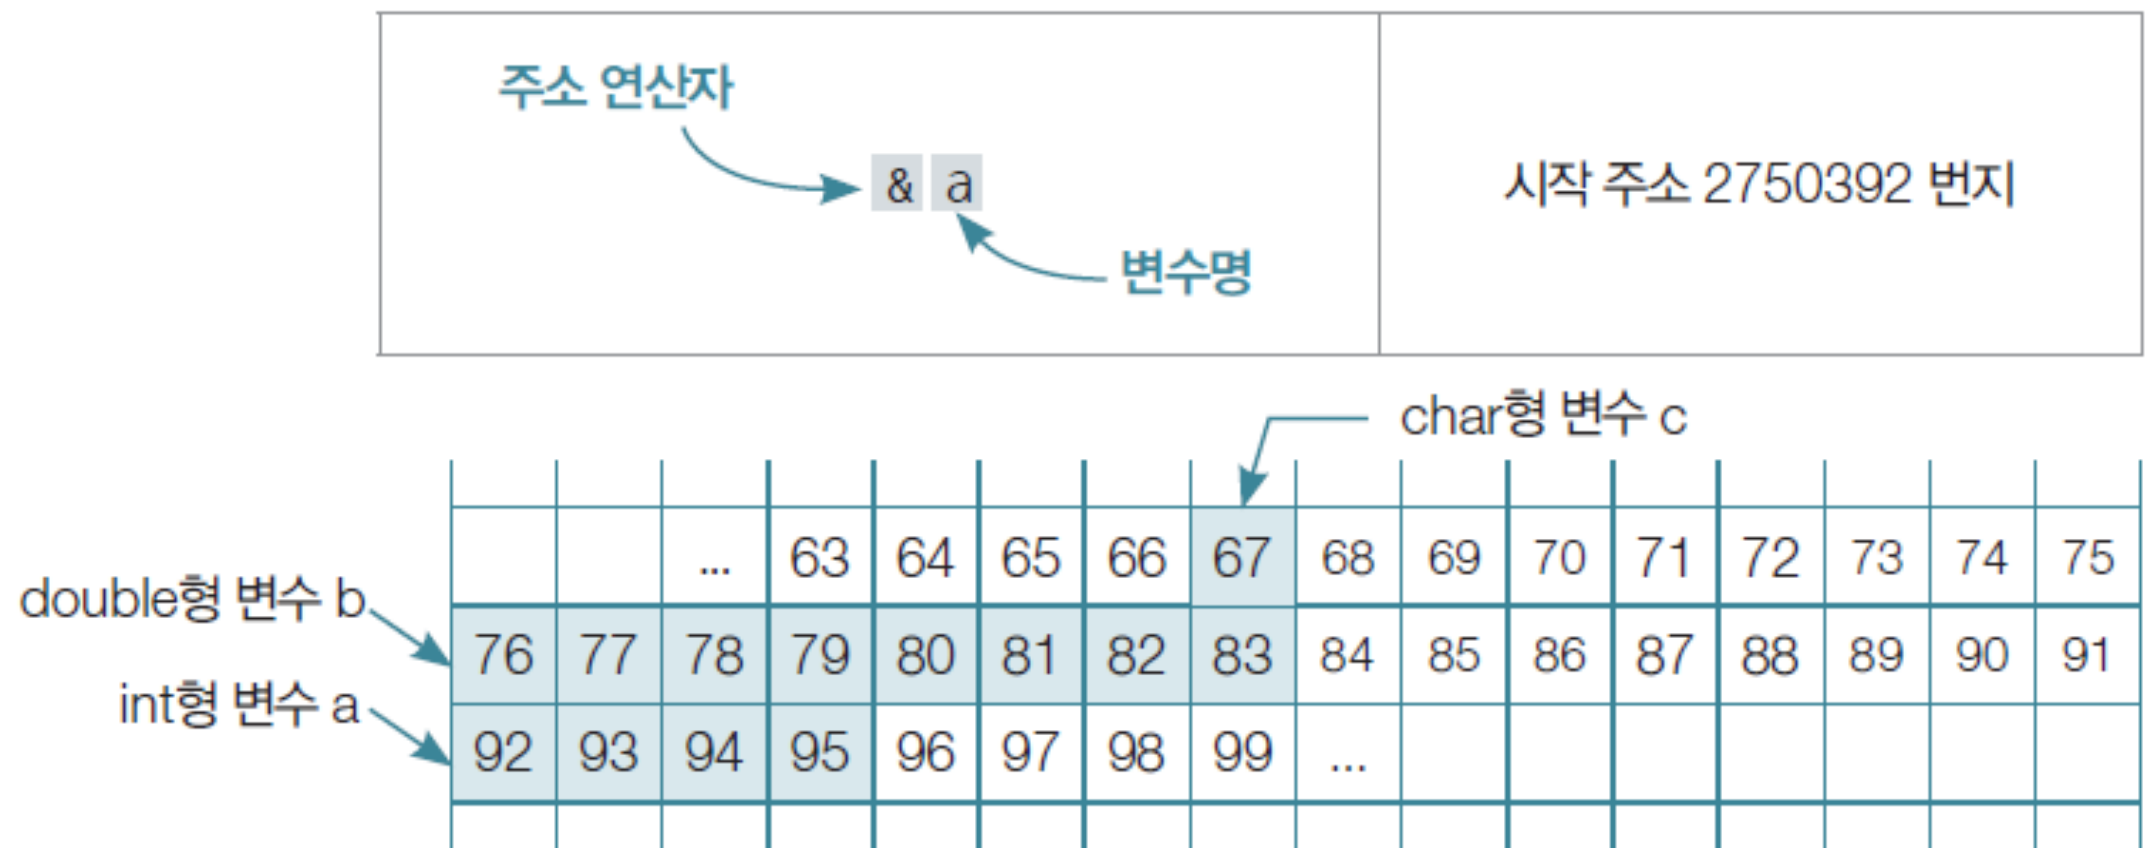 주소 연산자
& a
변수명
시작 주소 2750392 번지
char형 변수 c
... 63 64 65 66 67 68 69 70 71 72 73 74 75
double형 변수 b
76 77 78 79 80 81 82 83 84 85 86 87 88 89 90 91
int형 변수 a
92 93 94 95 96 97 98 99 ...